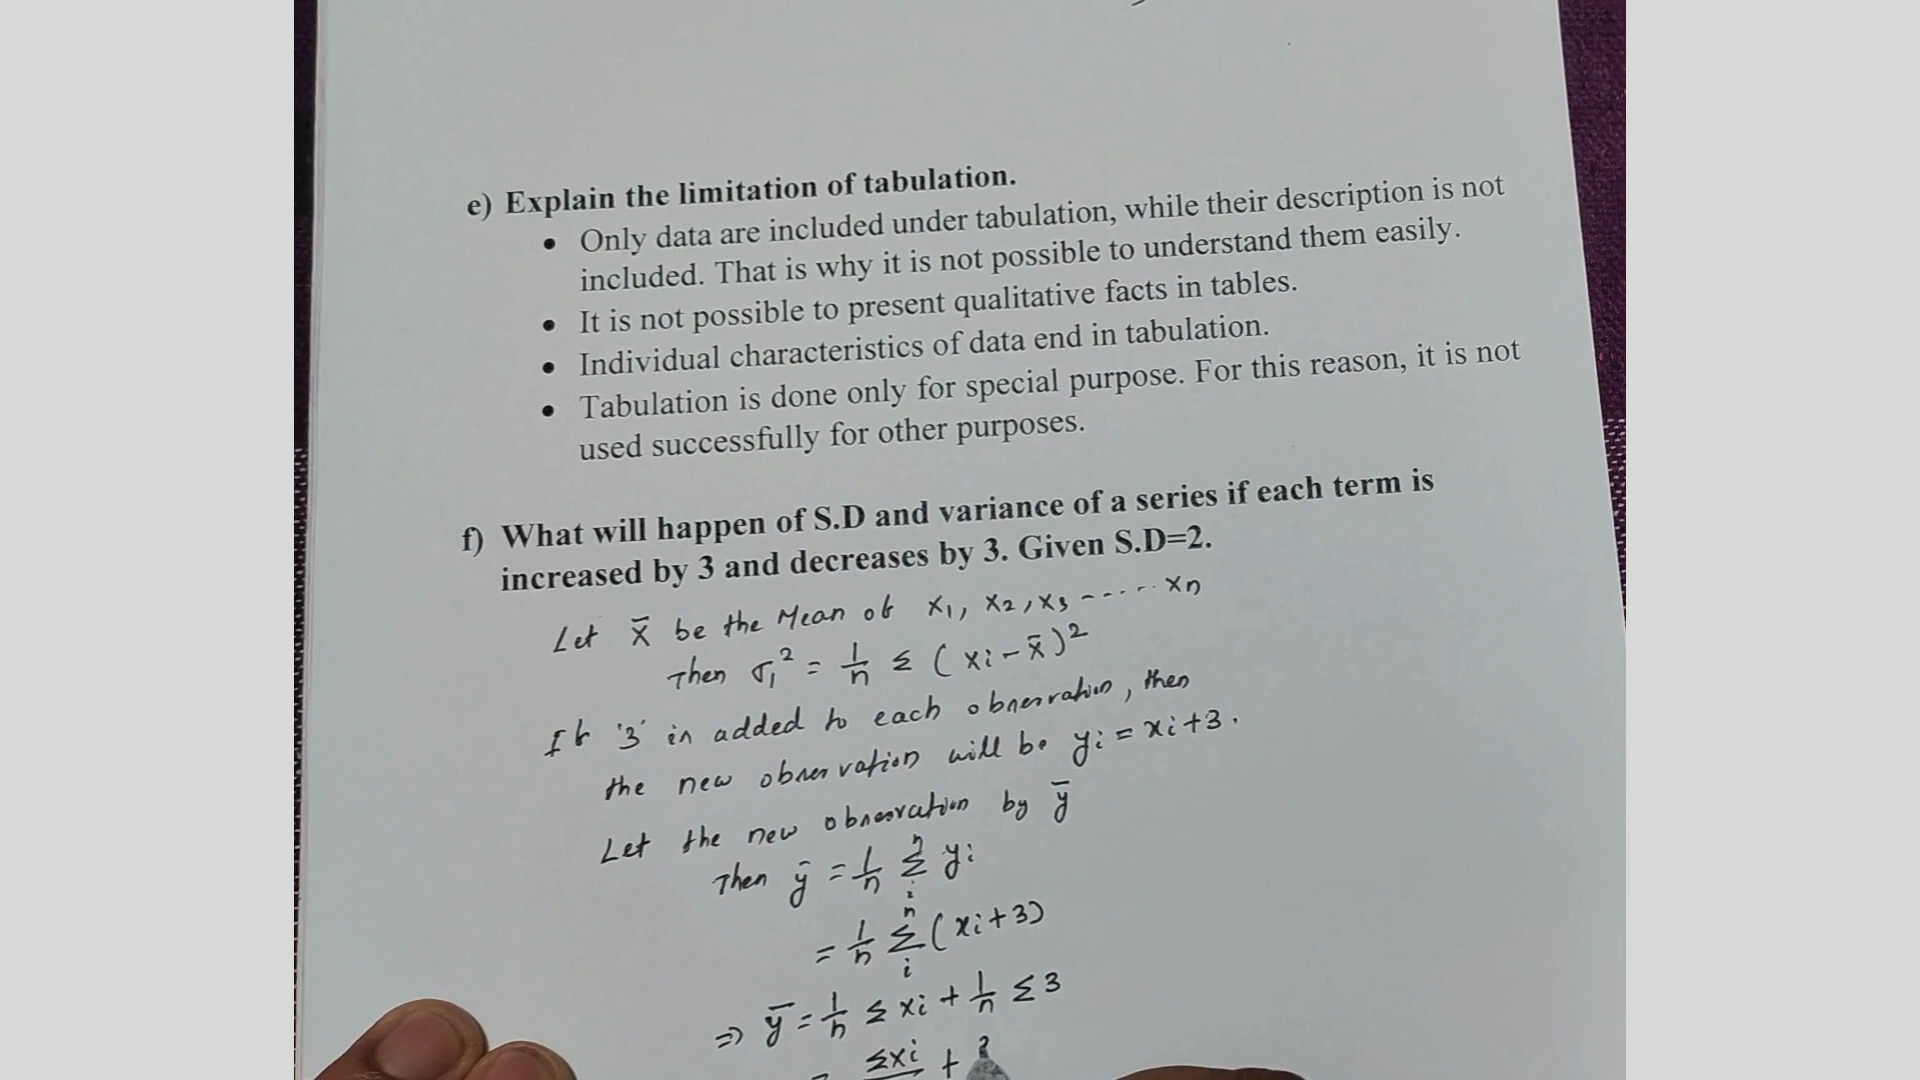 e) Explain the limitation of tabulation.
• Only data are included under tabulation, while their description is not
included. That is why it is not possible to understand them easily.
• It is not possible to present qualitative facts in tables.
• Individual characteristics of data end in tabulation.
• Tabulation is done only for special purpose. For this reason, it is not
used successfully for other purposes.
f) What will happen of S.D and variance of a series if each term is
increased by 3 and decreases by 3. Given S.D=2.
Let x̄ be the Mean of x₁, x₂, x₃ ----- xn
Then σ₁² = 1/n Σ (xi - x̄)²
If '3' is added to each observation, then
the new observation will be yi = xi+3.
Let the new observation by ȳ
Then ȳ = 1/n Σ yi
= 1/n Σ (xi+3)
⇒ ȳ = 1/n Σ xi + 1/n Σ 3
Σxi +